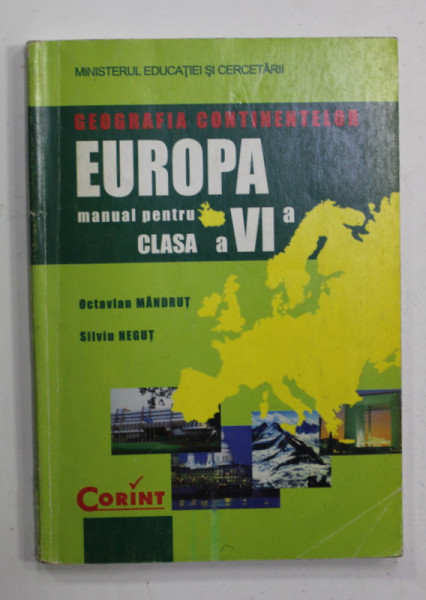 MINISTERUL EDUCAȚIEI ȘI CERCETĂRII
GEOGRAFIA CONTINENTELOR
EUROPA
manual pentru
CLASA a VI a
Octavian MÂNDRUȚ
Silviu NEGUȚ
CORINT